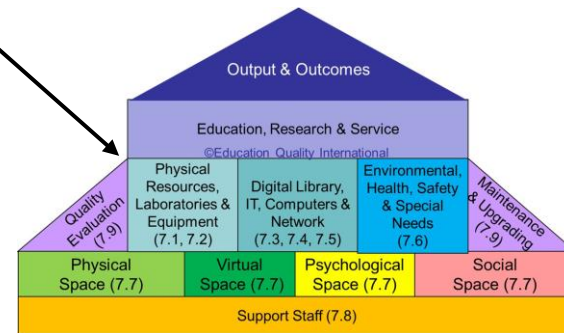 Output & Outcomes
Education, Research & Service
©Education Quality International
Quality
Evaluation
(7.9)
Physical
Resources,
Laboratories &
Equipment
(7.1, 7.2)
Digital Library,
IT, Computers &
Network
(7.3, 7.4, 7.5)
Environmental,
Health, Safety
& Special
Needs
(7.6)
Maintenance
& Upgrading
(7.9)
Physical
Space (7.7)
Virtual
Space (7.7)
Psychological
Space (7.7)
Social
Space (7.7)
Support Staff (7.8)